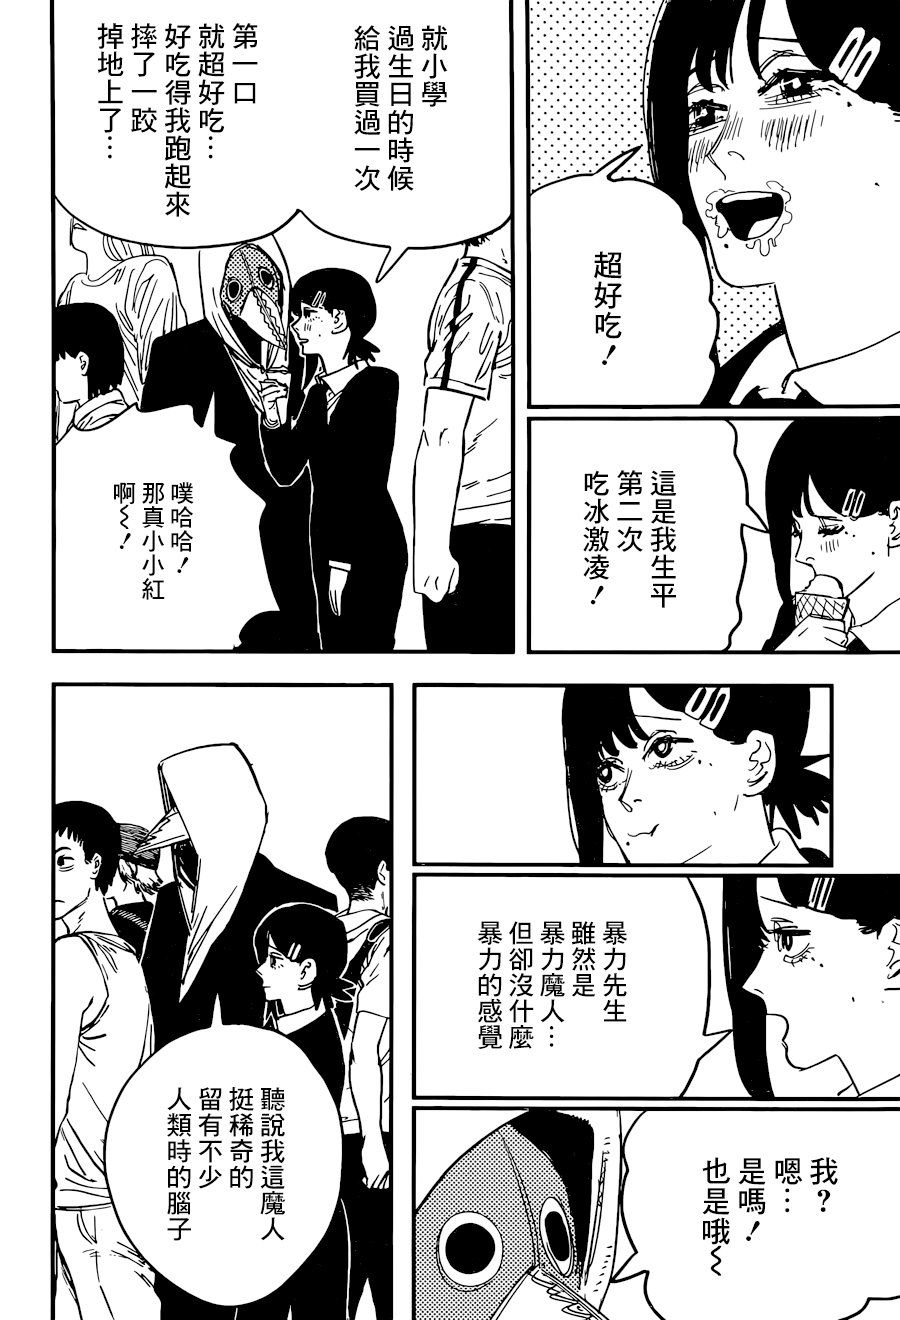 超好吃！
這是我生平
第二次
吃冰激凌！
就小學
過生日的時候
給我買過一次
第一口
就超好吃…
好吃得我跑起來
摔了一跤
掉地上了…
噗哈哈！
那真小小紅
啊～！
暴力先生
雖然是
暴力魔人…
但卻沒什麼
暴力的感覺
我？
嗯…
是嗎！
也是哦～
聽說我這魔人
挺稀奇的
留有不少
人類時的腦子